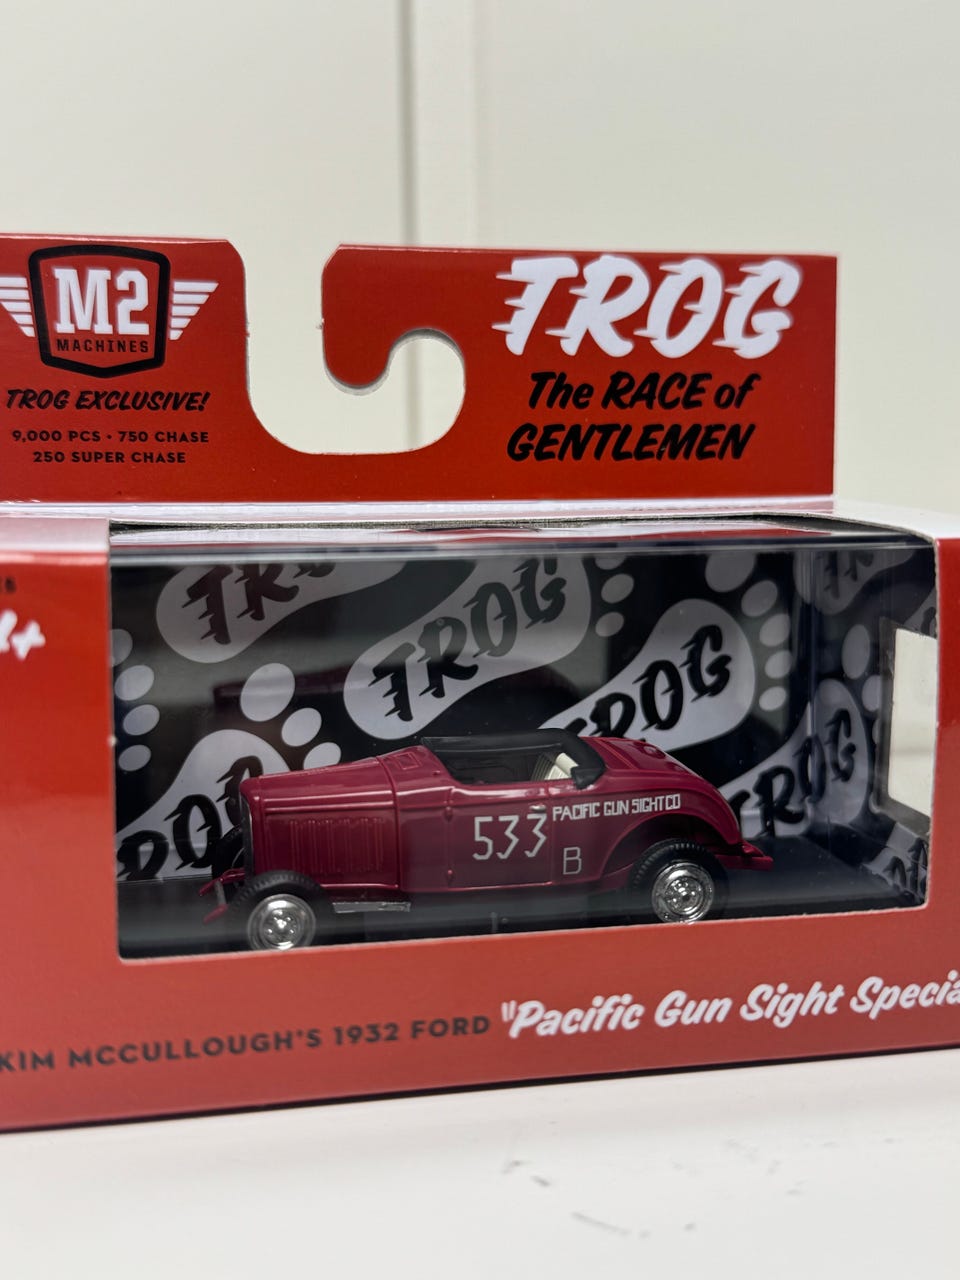 M2
MACHINES
TROG EXCLUSIVE!
9,000 PCS • 750 CHASE
250 SUPER CHASE
TROG
The RACE of
GENTLEMEN
TROG
TROG
TROG
533
PACIFIC GUN SIGHT CO
B
KIM MCCULLOUGH'S 1932 FORD "Pacific Gun Sight Specia